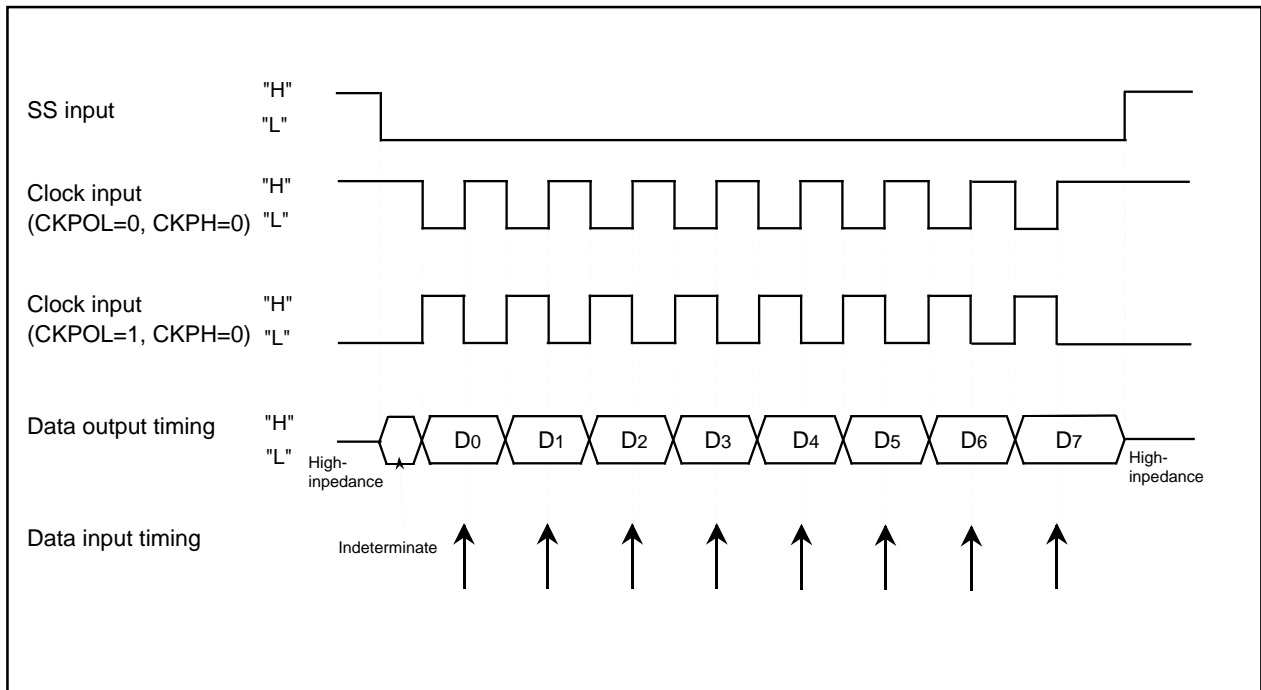 SS input
"H"
"L"
Clock input
(CKPOL=0, CKPH=0)
"H"
"L"
Clock input
(CKPOL=1, CKPH=0)
"H"
"L"
Data output timing
"H"
"L"
D0 D1 D2 D3 D4 D5 D6 D7
High-
inpedance
High-
inpedance
Data input timing
Indeterminate